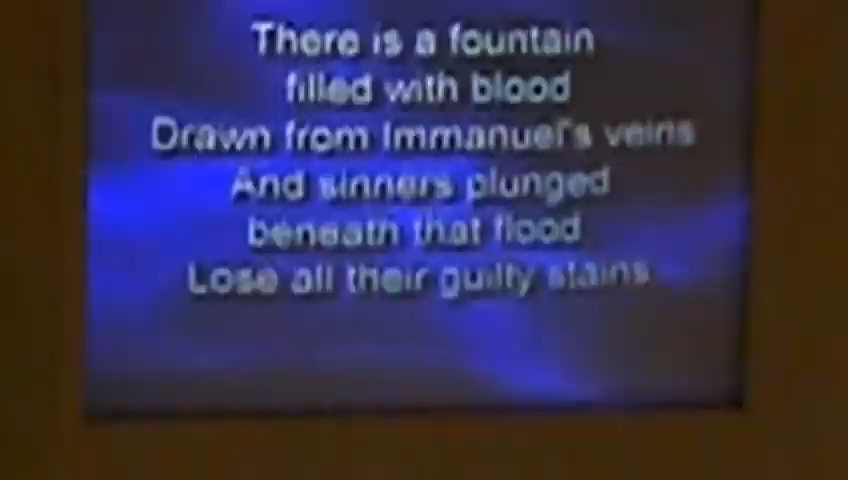 There is a fountain
filled with blood
Drawn from Immanuel's veins
And sinners plunged
beneath that flood
Lose all their guilty stains